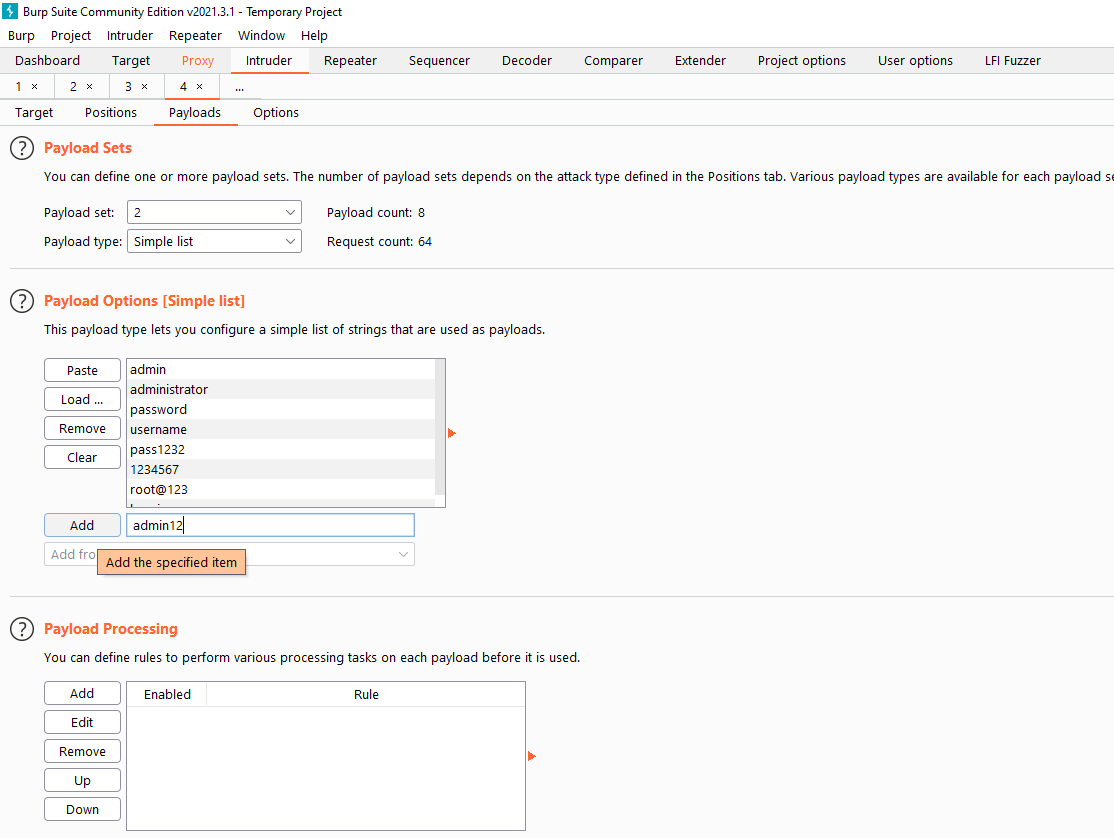 Burp Suite Community Edition v2021.3.1 - Temporary Project
Burp Project Intruder Repeater Window Help
Dashboard Target Proxy Intruder Repeater Sequencer Decoder Comparer Extender Project options User options LFI Fuzzer
1 × 2 × 3 × 4 × ...
Target Positions Payloads Options
? Payload Sets
You can define one or more payload sets. The number of payload sets depends on the attack type defined in the Positions tab. Various payload types are available for each payload se
Payload set: 2 Payload count: 8
Payload type: Simple list Request count: 64
? Payload Options [Simple list]
This payload type lets you configure a simple list of strings that are used as payloads.
Paste
Load ...
Remove
Clear
admin
administrator
password
username
pass1232
1234567
root@123
Add admin12
Add fro
Add the specified item
? Payload Processing
You can define rules to perform various processing tasks on each payload before it is used.
Add
Edit
Remove
Up
Down
Enabled Rule